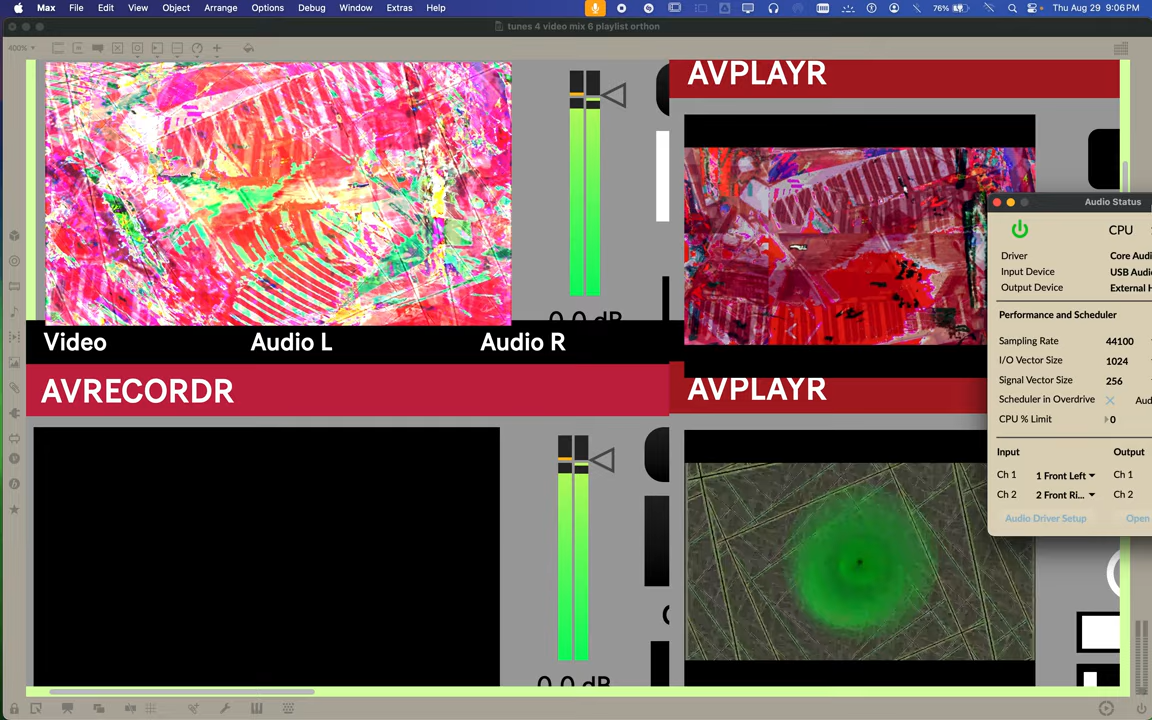 Max File Edit View Object Arrange Options Debug Window Extras Help 76% Thu Aug 29 9:06 PM
tunes 4 video mix 6 playlist orthon
400%
AVPLAYR
0.0 dB
Video Audio L Audio R
AVRECORDR
AVPLAYR
0.0 dB
Audio Status
CPU
Driver Core Audi
Input Device USB Audio
Output Device External H
Performance and Scheduler
Sampling Rate 44100
I/O Vector Size 1024
Signal Vector Size 256
Scheduler in Overdrive Aud
CPU % Limit 0
Input Output
Ch 1 1 Front Left Ch 1
Ch 2 2 Front Ri... Ch 2
Audio Driver Setup Open